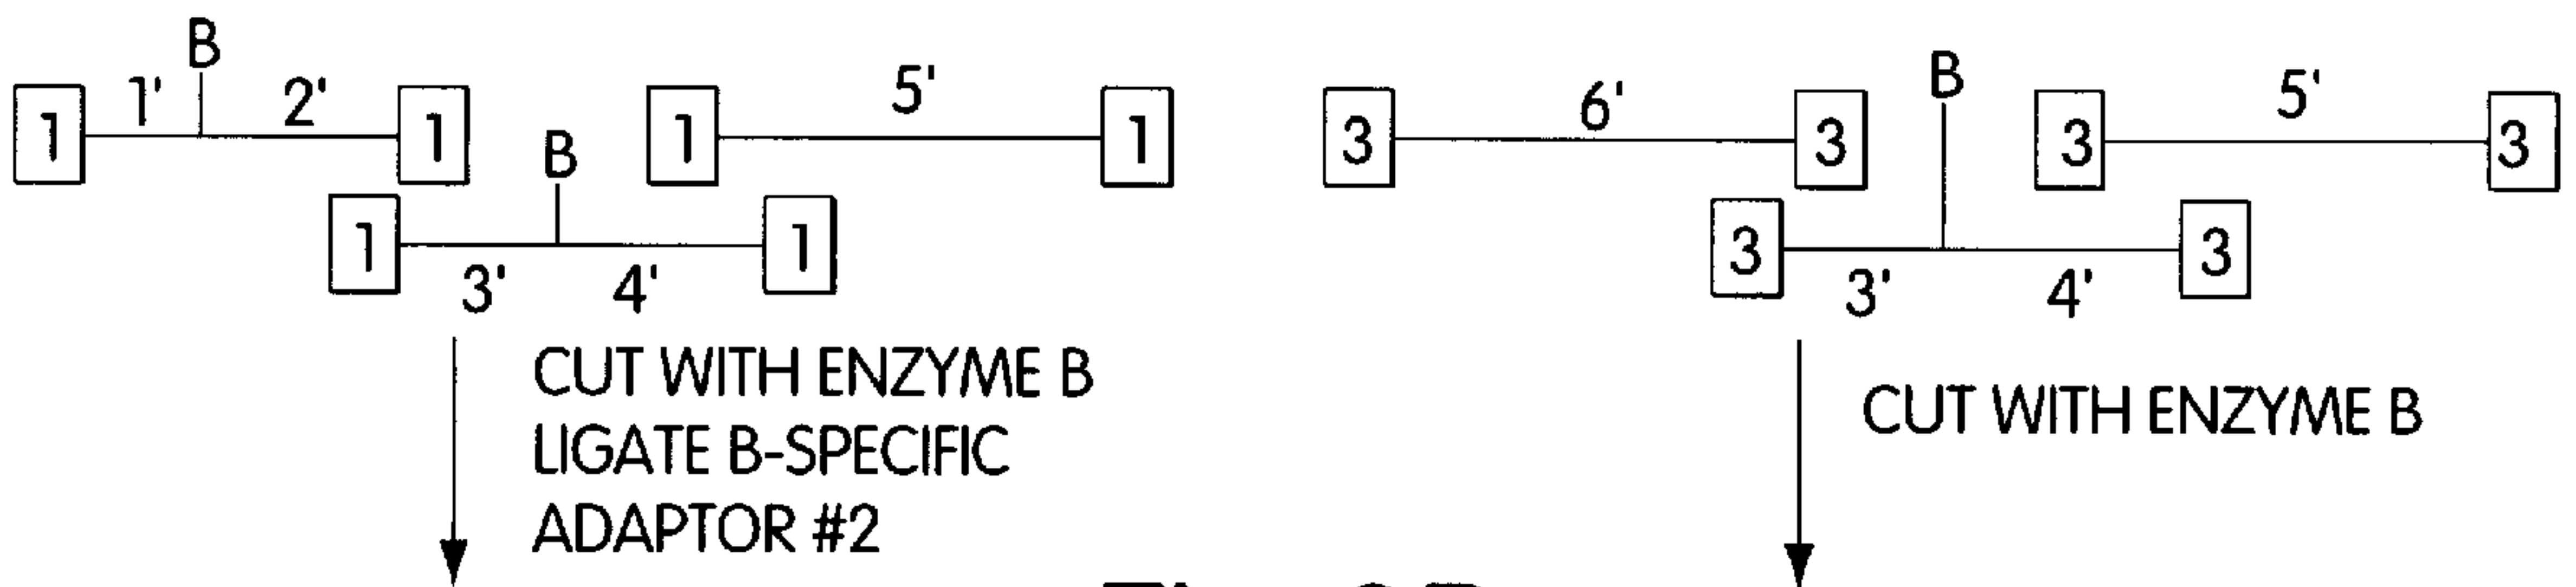 B
1' 2' 5'
1 1 1 1
B
1 1
3' 4'
CUT WITH ENZYME B
LIGATE B-SPECIFIC
ADAPTOR #2
B
6' 5'
3 3 3 3
3 3
3' 4'
CUT WITH ENZYME B